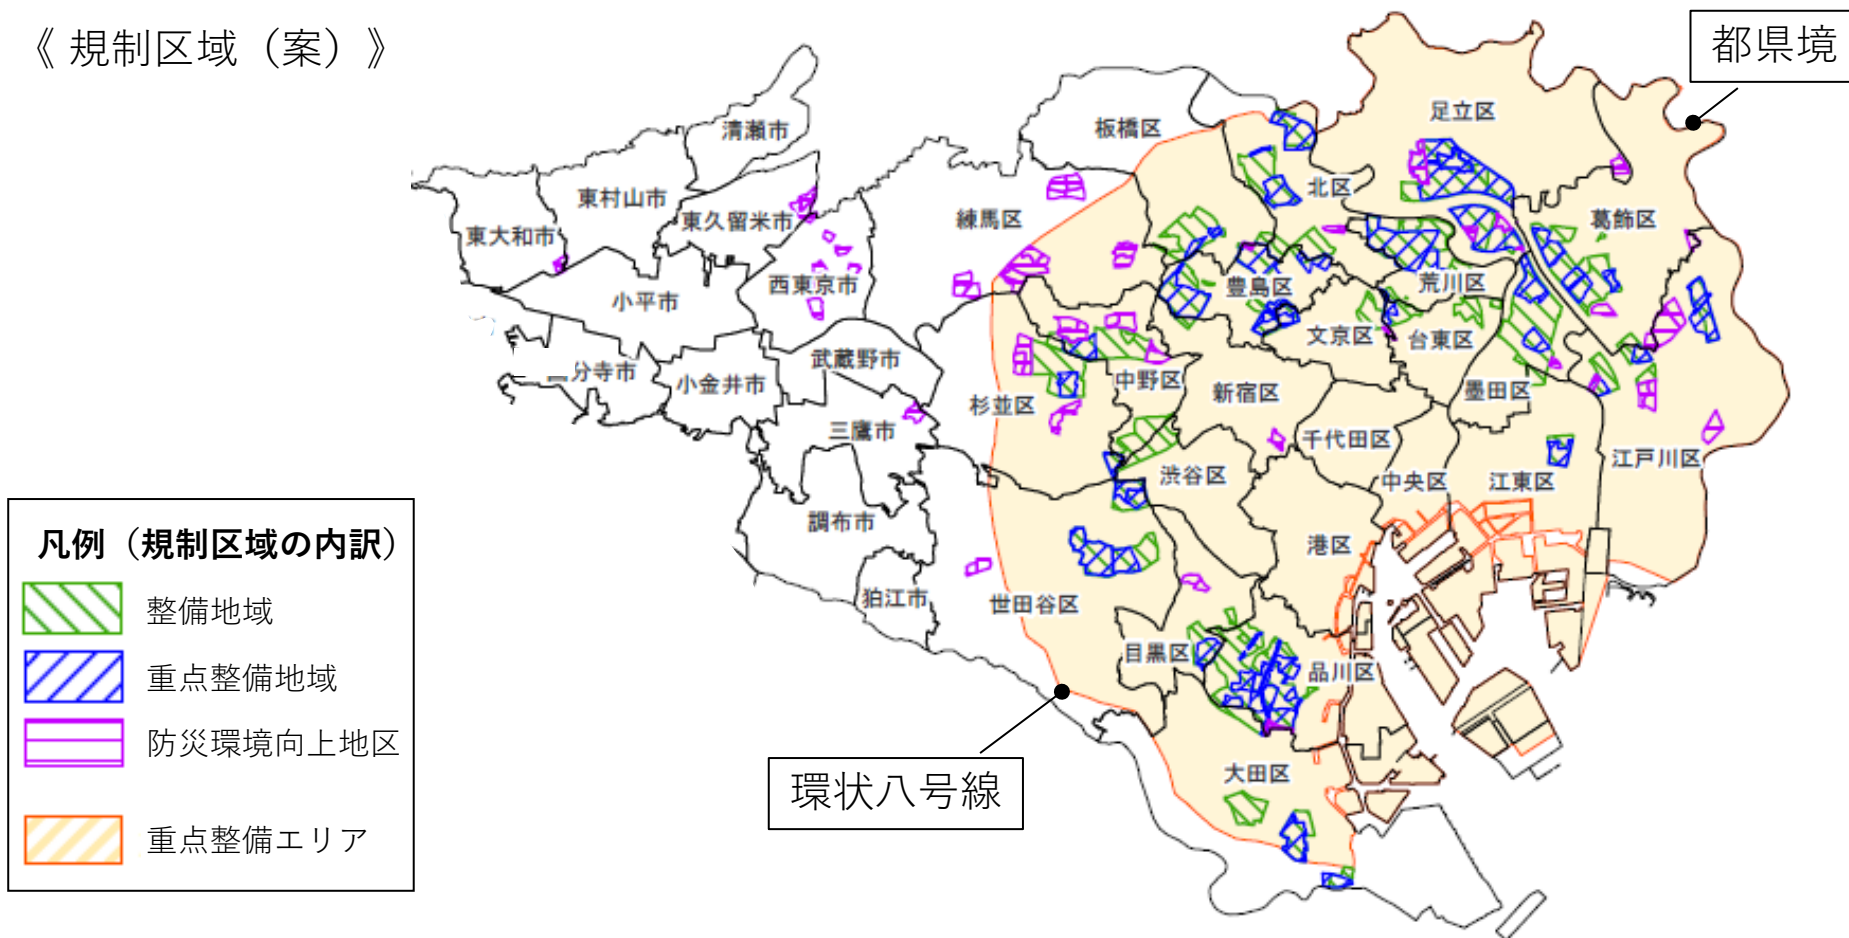 《 規制区域（案）》
都県境
足立区
清瀬市
板橋区
東村山市
北区
東久留米市
練馬区
葛飾区
東大和市
西東京市
豊島区
荒川区
小平市
文京区
台東区
武蔵野市
分寺市
小金井市
中野区
新宿区
墨田区
杉並区
三鷹市
千代田区
江戸川区
渋谷区
中央区
江東区
調布市
港区
狛江市
世田谷区
目黒区
品川区
大田区
環状八号線
凡例（規制区域の内訳）
整備地域
重点整備地域
防災環境向上地区
重点整備エリア